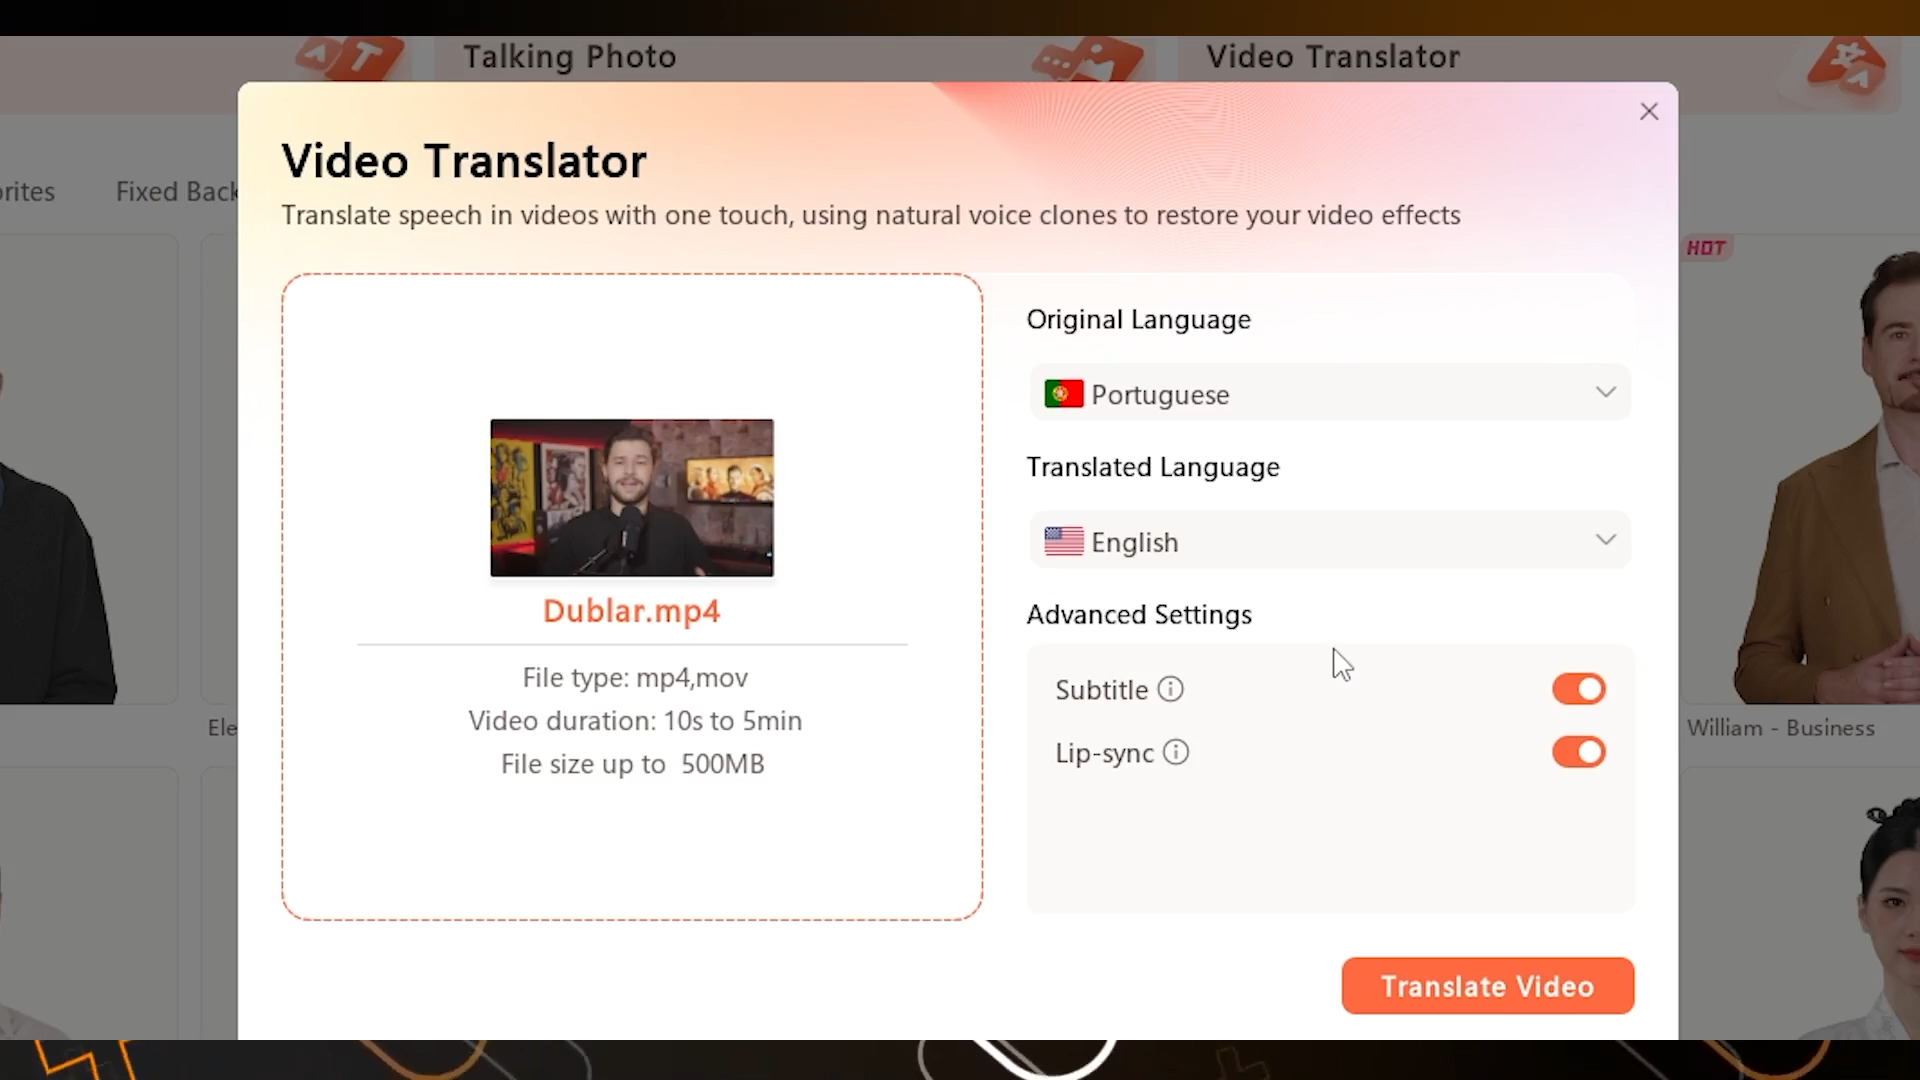 Talking Photo
Video Translator
Video Translator
Translate speech in videos with one touch, using natural voice clones to restore your video effects
orites
Fixed Back
HOT
Original Language
Portuguese
Translated Language
English
Dublar.mp4
Advanced Settings
File type: mp4,mov
Subtitle
Video duration: 10s to 5min
Lip-sync
File size up to 500MB
Ele
William - Business
Translate Video